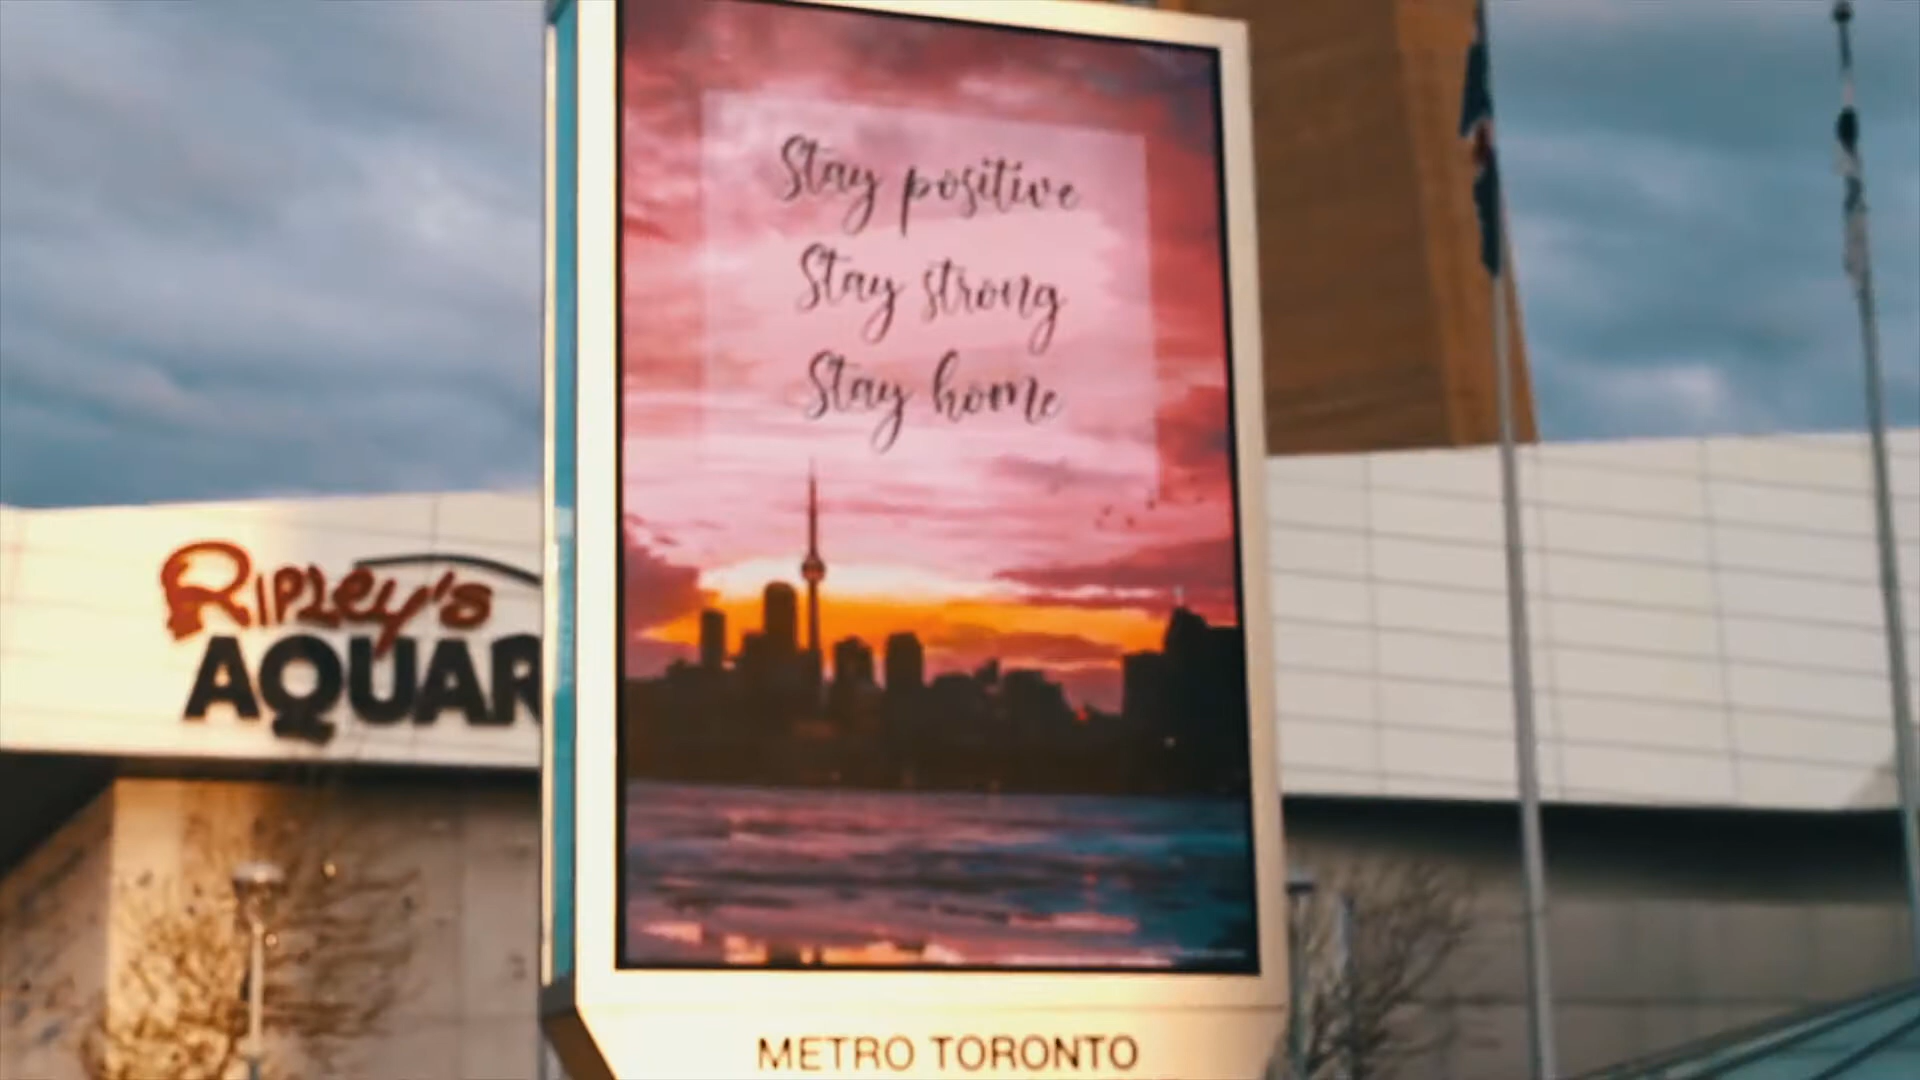 Stay positive
Stay strong
Stay home
RIPLEY'S
AQUAR
METRO TORONTO